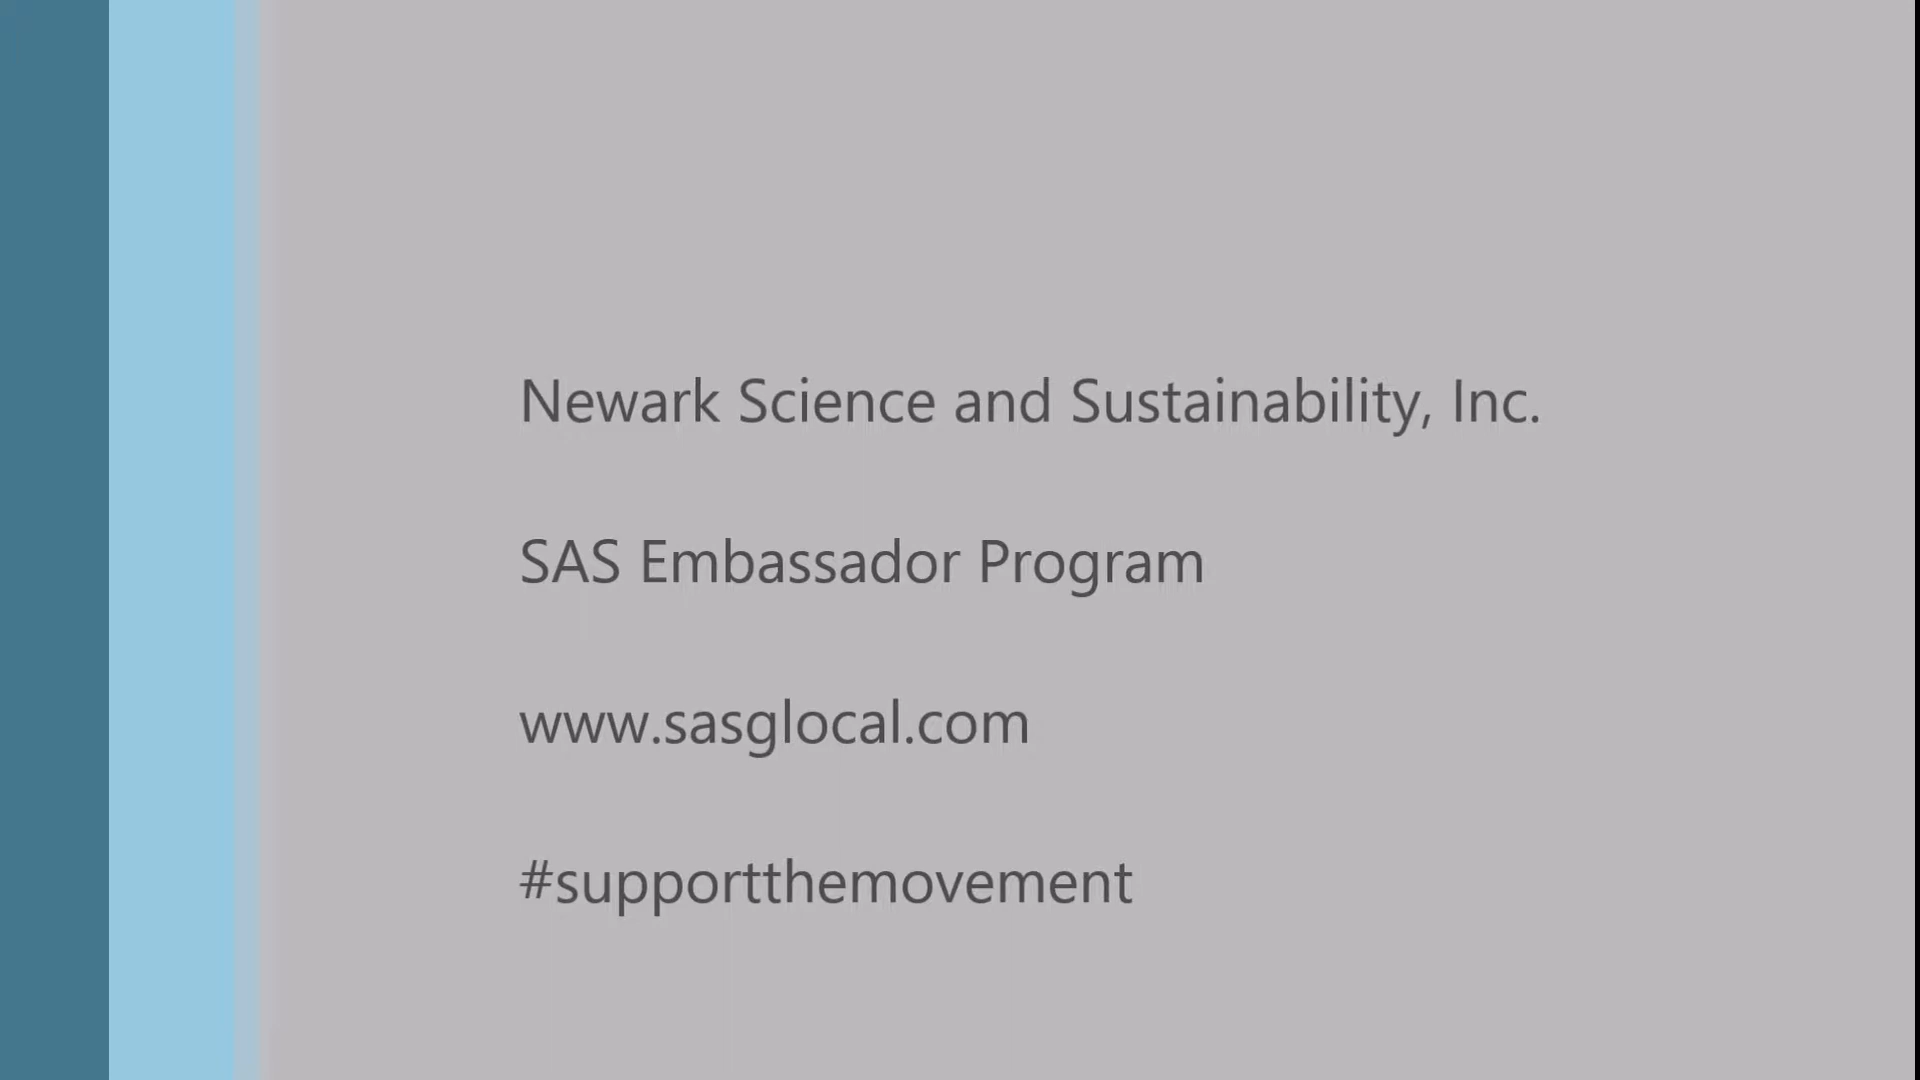 Newark Science and Sustainability, Inc.
SAS Embassador Program
www.sasglocal.com
#supportthemovement